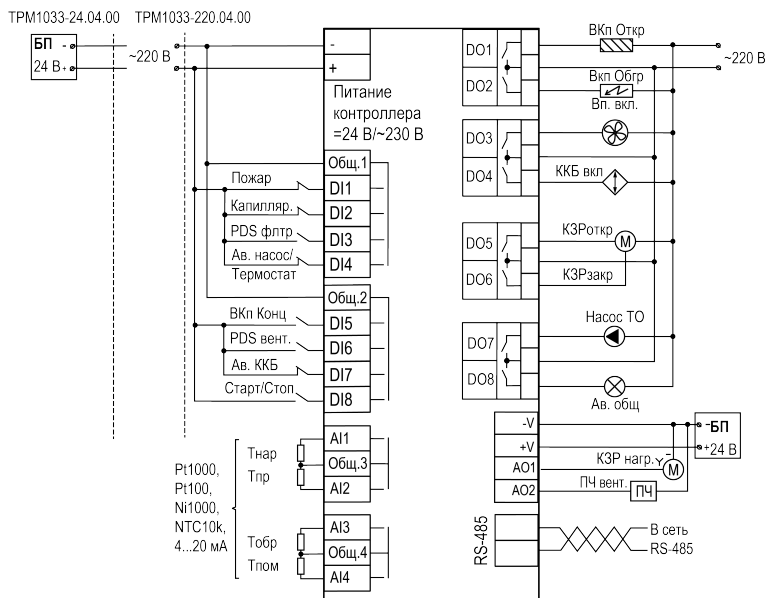 ТРМ1033-24.04.00
ТРМ1033-220.04.00
БП -
24 В+
~220 В
-
+
Питание
контроллера
=24 В/~230 В
Общ.1
Пожар
DI1
Капилляр.
DI2
PDS флтр
DI3
Ав. насос/
Термостат
DI4
Общ.2
ВКп Конц
DI5
PDS вент.
DI6
Ав. ККБ
DI7
Старт/Стоп
DI8
Pt1000,
Pt100,
Ni1000,
NTC10k,
4...20 мА
Тнар
Тпр
AI1
Общ.3
AI2
Тобр
Тпом
AI3
Общ.4
AI4
DO1
ВКп Откр
~220 В
DO2
Вкп Обгр
Вп. вкл.
DO3
DO4
ККБ вкл
DO5
КЗРоткр
М
DO6
КЗРзакр
DO7
Насос ТО
DO8
Ав. общ
-V
- БП
+V
+24 В
AO1
КЗР нагр. Y
-
М
AO2
ПЧ вент.
ПЧ
RS-485
В сеть
RS-485